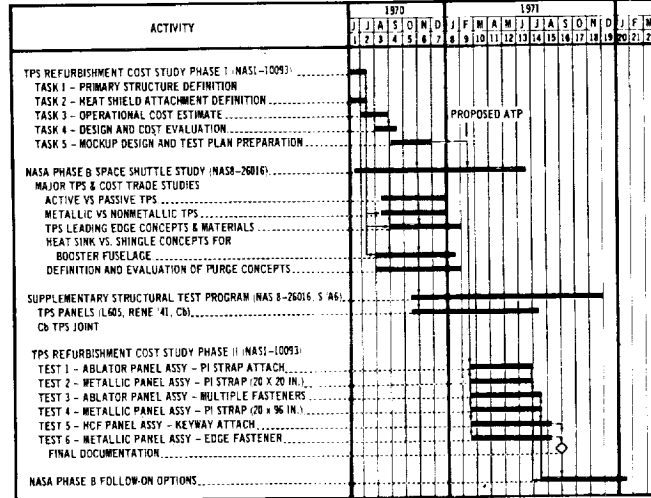 1970 1971
ACTIVITY
J J A S O N D J F M A M J J A S O N D J F M
1 2 3 4 5 6 7 8 9 10 11 12 13 14 15 16 17 18 19 20 21
TPS REFURBISHMENT COST STUDY PHASE I (NAS1-10093)
TASK 1 - PRIMARY STRUCTURE DEFINITION
TASK 2 - HEAT SHIELD ATTACHMENT DEFINITION
TASK 3 - OPERATIONAL COST ESTIMATE
PROPOSED ATP
TASK 4 - DESIGN AND COST EVALUATION
TASK 5 - MOCKUP DESIGN AND TEST PLAN PREPARATION
NASA PHASE B SPACE SHUTTLE STUDY (NAS8-26016)
MAJOR TPS & COST TRADE STUDIES
ACTIVE VS PASSIVE TPS
METALLIC VS NONMETALLIC TPS
TPS LEADING EDGE CONCEPTS & MATERIALS
HEAT SINK VS. SHINGLE CONCEPTS FOR
BOOSTER FUSELAGE
DEFINITION AND EVALUATION OF PURGE CONCEPTS
SUPPLEMENTARY STRUCTURAL TEST PROGRAM (NAS 8-26016, S/A6)
TPS PANELS (L605, RENE '41, Cb)
Cb TPS JOINT
TPS REFURBISHMENT COST STUDY PHASE II (NAS1-10093)
TEST 1 - ABLATOR PANEL ASSY - PI STRAP ATTACH
TEST 2 - METALLIC PANEL ASSY - PI STRAP (20 X 20 IN.)
TEST 3 - ABLATOR PANEL ASSY - MULTIPLE FASTENERS
TEST 4 - METALLIC PANEL ASSY - PI STRAP (20 x 96 IN.)
TEST 5 - HCF PANEL ASSY - KEYWAY ATTACH
TEST 6 - METALLIC PANEL ASSY - EDGE FASTENER
FINAL DOCUMENTATION
NASA PHASE B FOLLOW-ON OPTIONS